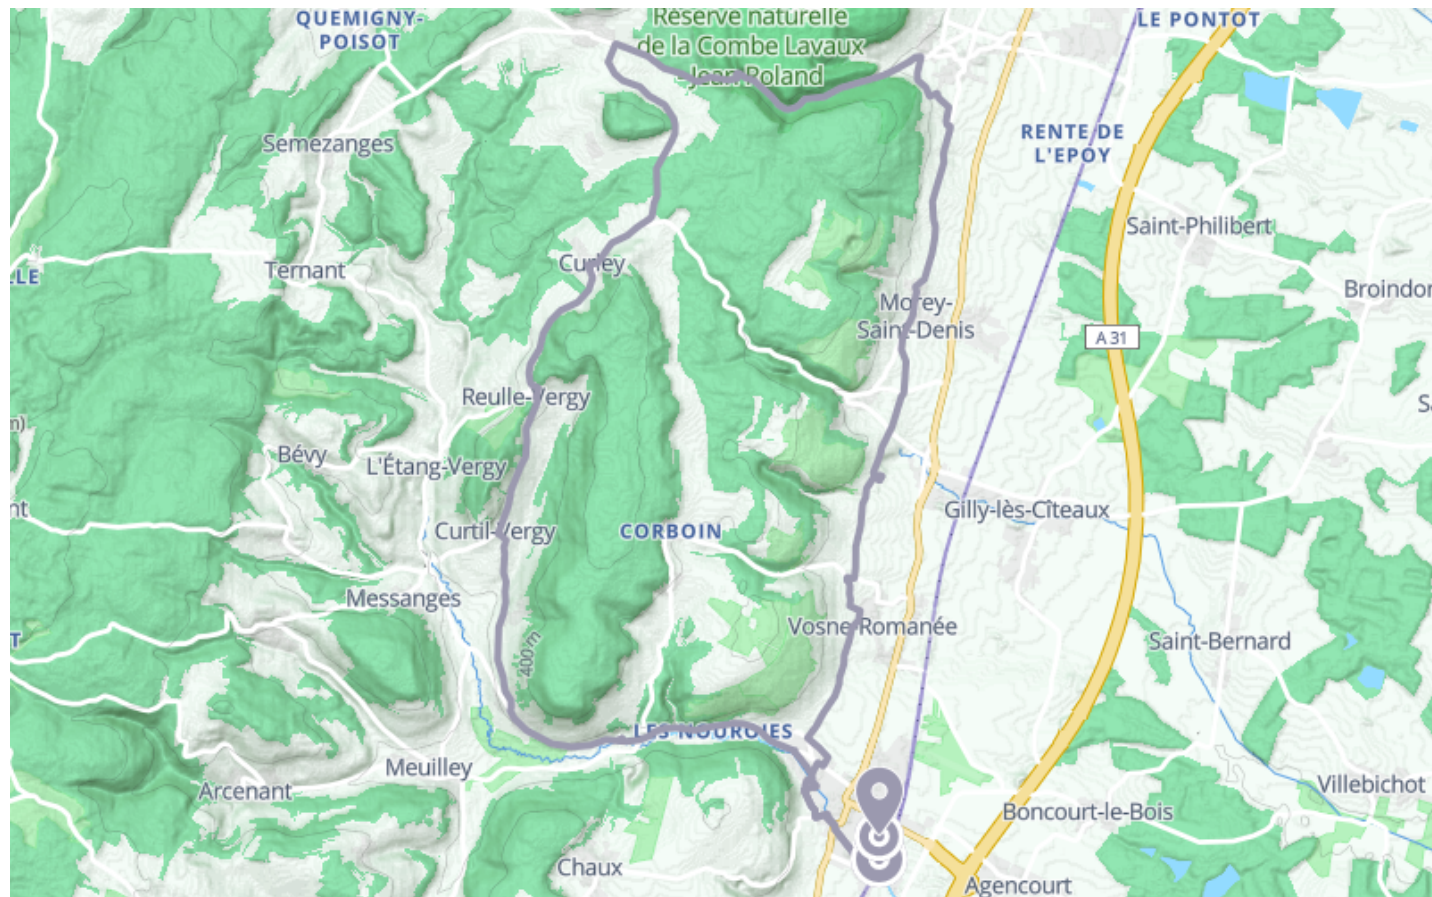 QUEMIGNY-
POISOT
Réserve naturelle
de la Combe Lavaux
-Jean Roland
LE PONTOT
RENTE DE
L'EPOY
Semezanges
Saint-Philibert
Ternant
Curley
LLE
Broindon
Morey-
Saint-Denis
A 31
Reulle-Vergy
m)
Bévy
L'Étang-Vergy
nt
Gilly-lès-Cîteaux
Curtil-Vergy
CORBOIN
Messanges
Vosne-Romanée
T
Saint-Bernard
400 m
LES NOUROIES
Meuilley
Arcenant
Villebichot
Boncourt-le-Bois
Chaux
Agencourt